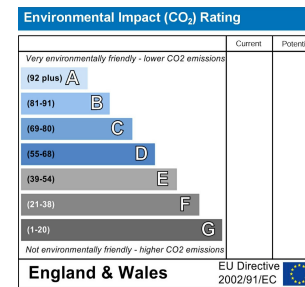 Environmental Impact (CO₂) Rating
Current Potenti
Very environmentally friendly - lower CO2 emissions
(92 plus) A
(81-91) B
(69-80) C
(55-68) D
(39-54) E
(21-38) F
(1-20) G
Not environmentally friendly - higher CO2 emissions
England & Wales
EU Directive
2002/91/EC